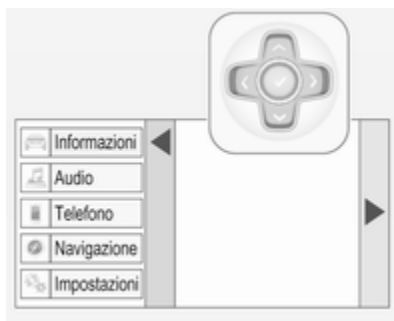 Informazioni
Audio
Telefono
Navigazione
Impostazioni